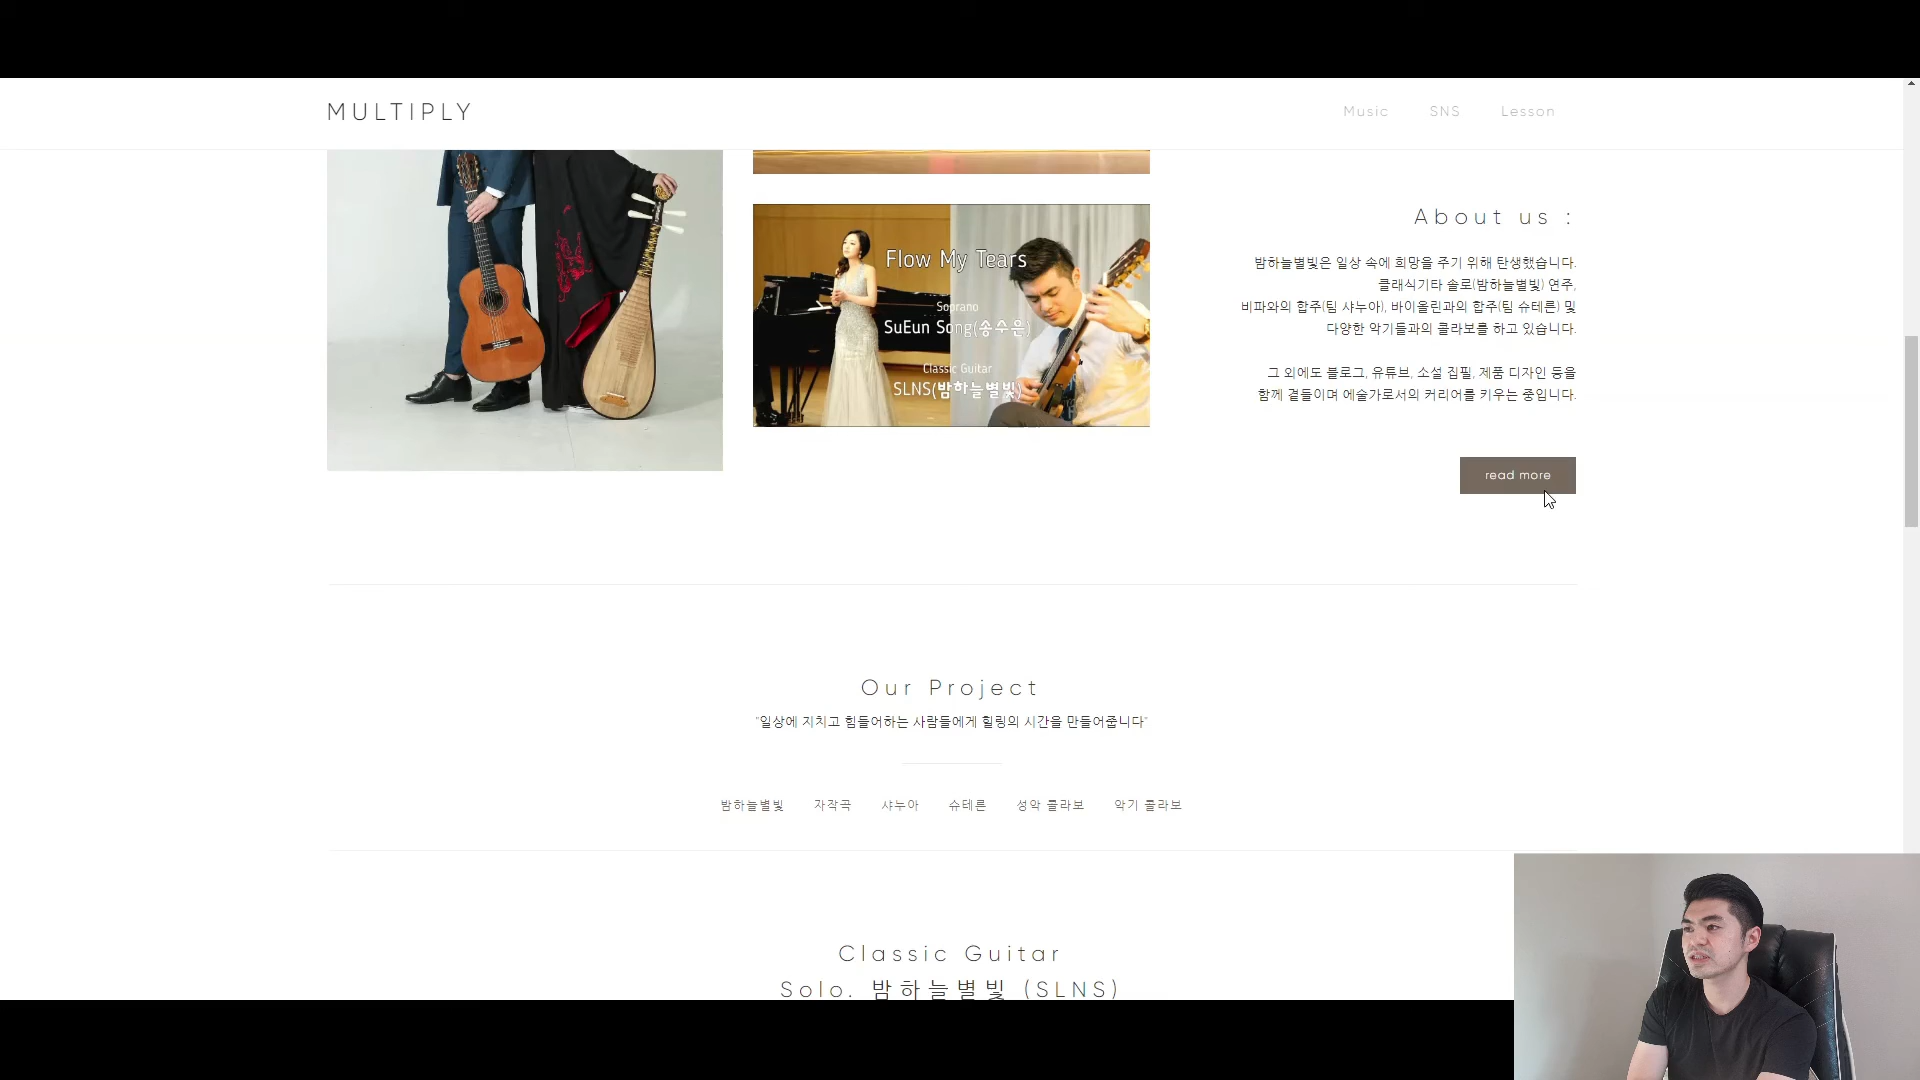 MULTIPLY
Music
SNS
Lesson
Flow My Tears
Soprano
SuEun Song(송수은)
Classic Guitar
SLNS(밤하늘별빛)
About us :
밤하늘별빛은 일상 속에 희망을 주기 위해 탄생했습니다.
클래식기타 솔로(밤하늘별빛) 연주,
비파와의 합주(팀 샤누아), 바이올린과의 합주(팀 슈테른) 및
다양한 악기들과의 콜라보를 하고 있습니다.
그 외에도 블로그, 유튜브, 소설 집필, 제품 디자인 등을
함께 곁들이며 예술가로서의 커리어를 키우는 중입니다.
read more
Our Project
"일상에 지치고 힘들어하는 사람들에게 힐링의 시간을 만들어줍니다"
밤하늘별빛
자작곡
샤누아
슈테른
성악 콜라보
악기 콜라보
Classic Guitar
Solo. 밤하늘별빛 (SLNS)